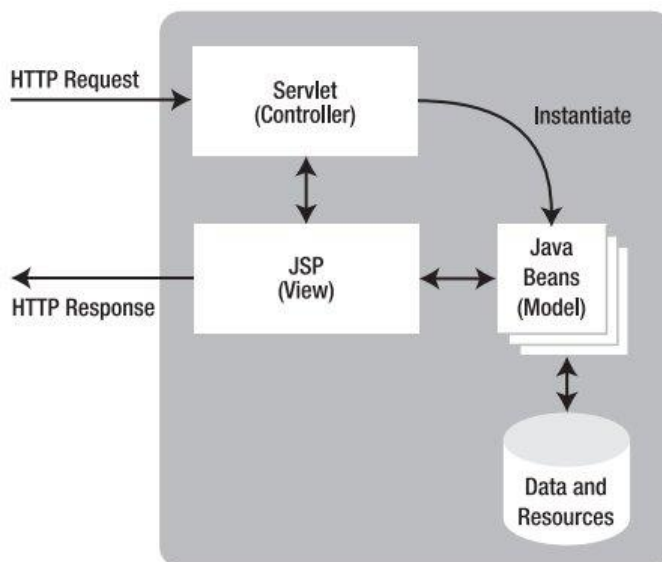 HTTP Request
Servlet
(Controller)
Instantiate
JSP
(View)
HTTP Response
Java
Beans
(Model)
Data and
Resources